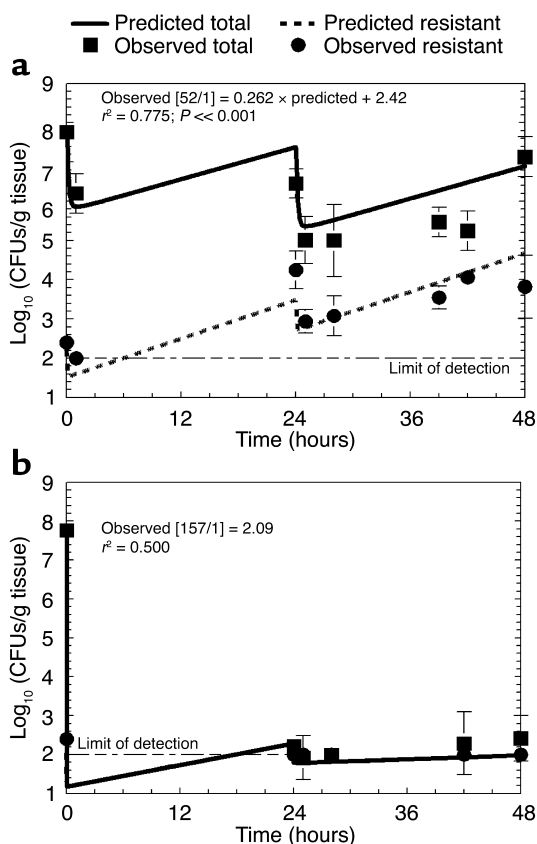 Predicted total Predicted resistant
Observed total Observed resistant
a
9
8
7
6
5
4
3
2
1
Log10 (CFUs/g tissue)
Observed [52/1] = 0.262 × predicted + 2.42
r² = 0.775; P << 0.001
Limit of detection
0 12 24 36 48
Time (hours)
b
9
8
7
6
5
4
3
2
1
Log10 (CFUs/g tissue)
Observed [157/1] = 2.09
r² = 0.500
Limit of detection
0 12 24 36 48
Time (hours)